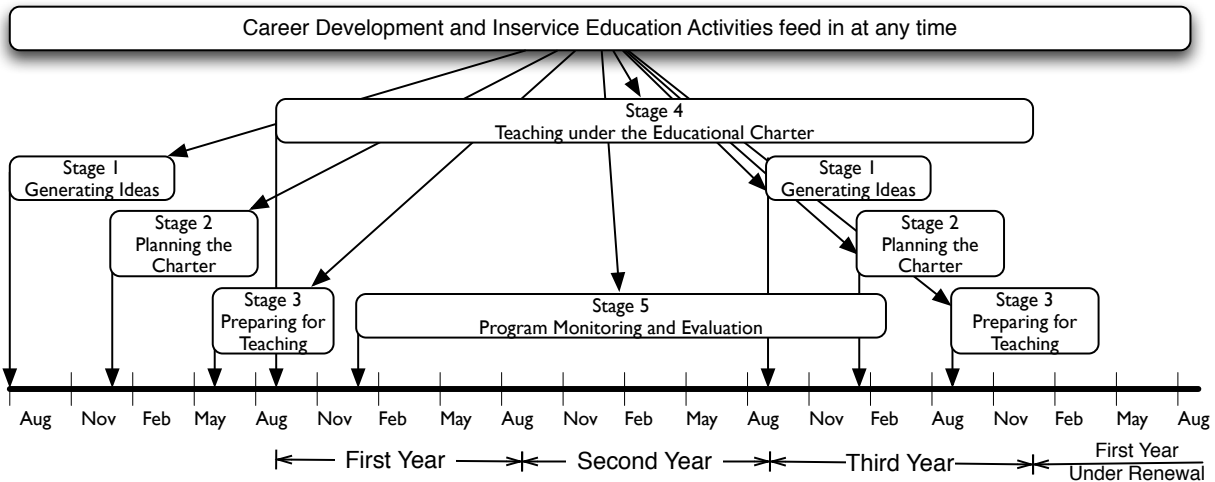 Career Development and Inservice Education Activities feed in at any time
Stage 4
Teaching under the Educational Charter
Stage 1
Generating Ideas
Stage 1
Generating Ideas
Stage 2
Planning the
Charter
Stage 2
Planning the
Charter
Stage 3
Preparing for
Teaching
Stage 5
Program Monitoring and Evaluation
Stage 3
Preparing for
Teaching
Aug Nov Feb May Aug Nov Feb May Aug Nov Feb May Aug Nov Feb May Aug Nov Feb May Aug
First Year Second Year Third Year First Year
Under Renewal